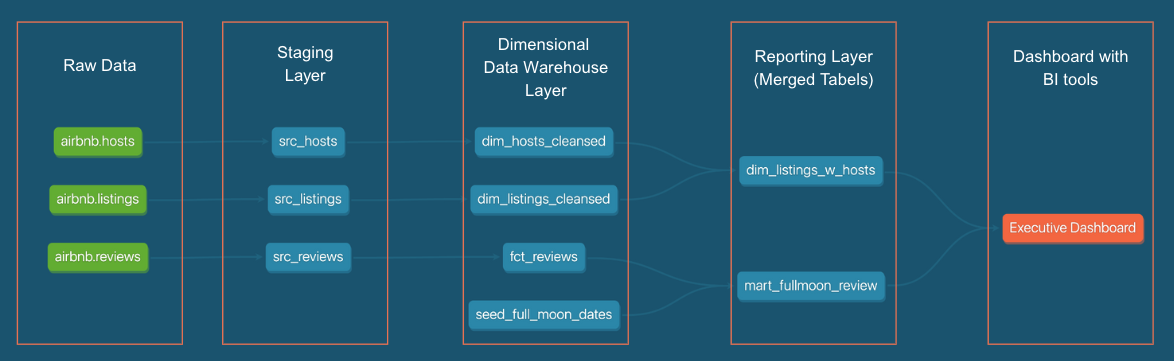 Raw Data
Staging
Layer
Dimensional
Data Warehouse
Layer
Reporting Layer
(Merged Tabels)
Dashboard with
BI tools
airbnb.hosts
src_hosts
dim_hosts_cleansed
dim_listings_w_hosts
airbnb.listings
src_listings
dim_listings_cleansed
Executive Dashboard
airbnb.reviews
src_reviews
fct_reviews
mart_fullmoon_review
seed_full_moon_dates